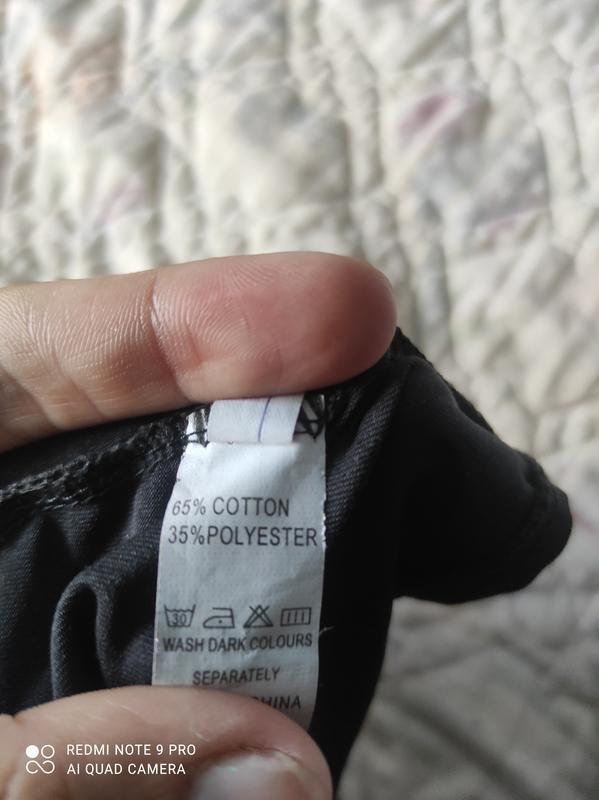 65% COTTON
35%POLYESTER
30
WASH DARK COLOURS
SEPARATELY
CHINA
REDMI NOTE 9 PRO
AI QUAD CAMERA